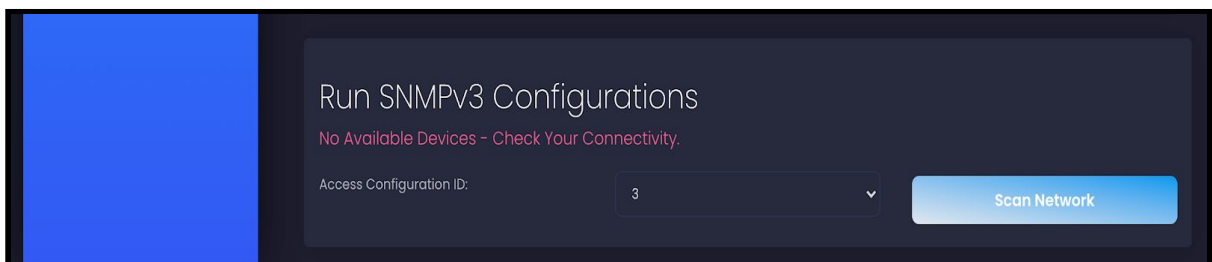 Run SNMPv3 Configurations
No Available Devices - Check Your Connectivity.
Access Configuration ID:
3
Scan Network